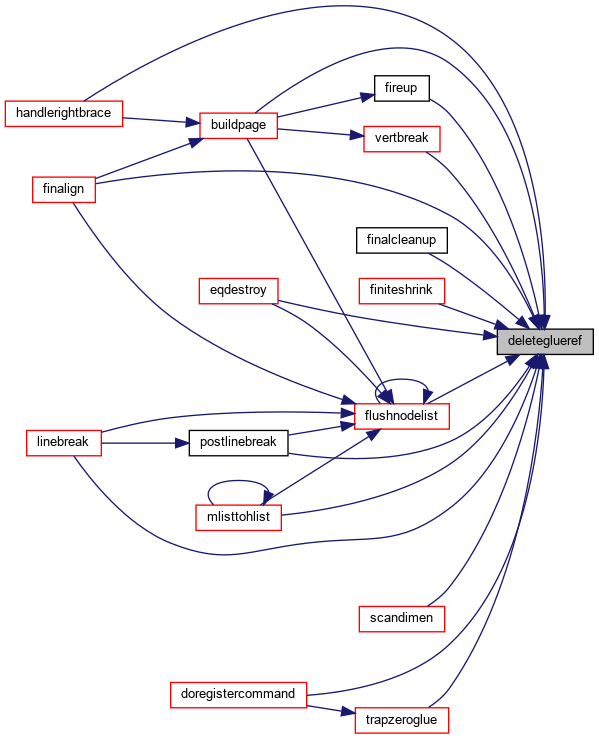 fireup
handlerightbrace
buildpage
vertbreak
finalign
finalcleanup
eqdestroy
finiteshrink
deleteglueref
flushnodelist
linebreak
postlinebreak
mlisttohlist
scandimen
doregistercommand
trapzeroglue